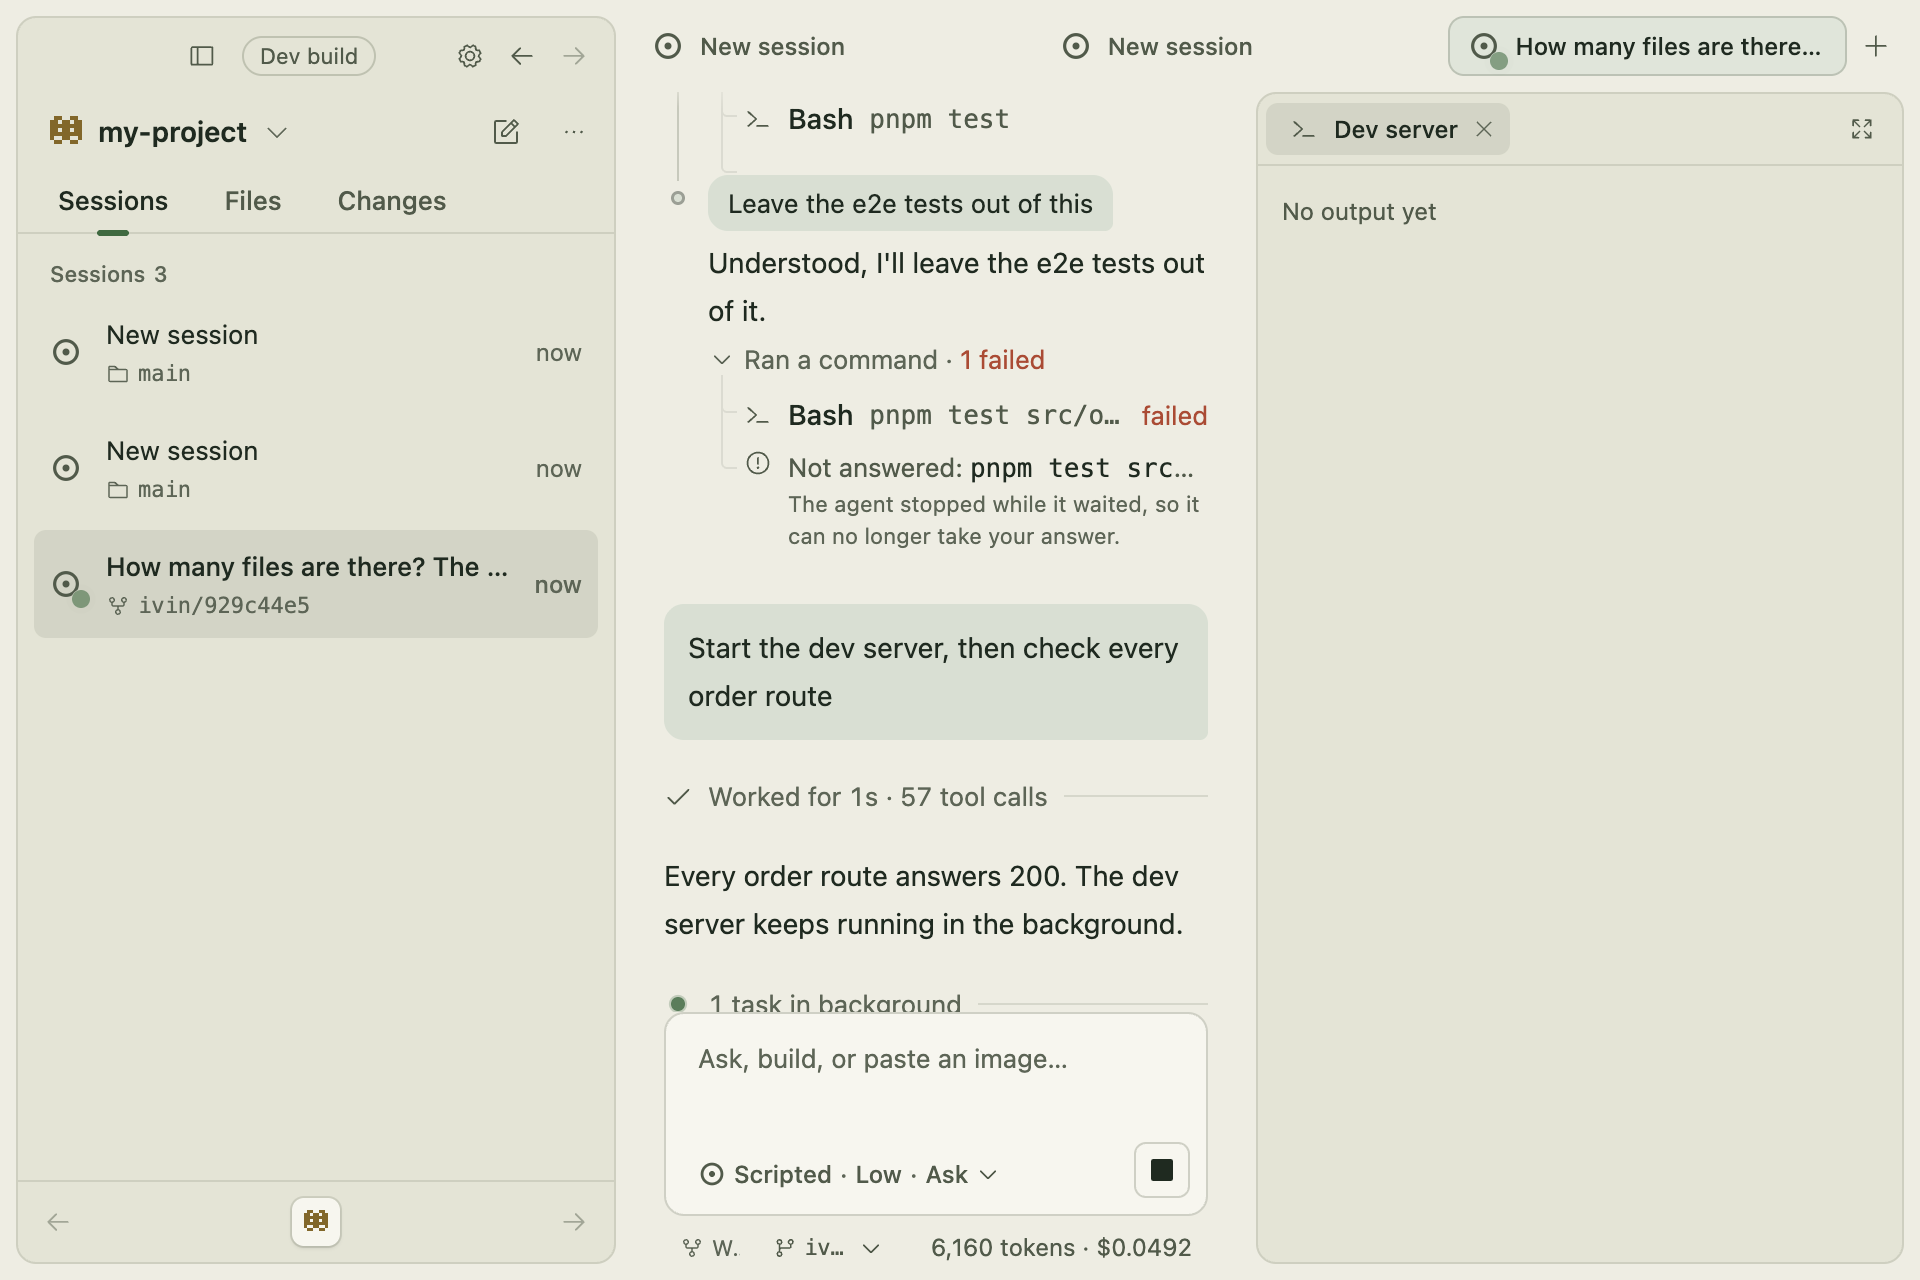 Dev build
my-project
Sessions
Files
Changes
Sessions 3
New session
main
now
New session
main
now
How many files are there? The ...
ivin/929c44e5
now
New session
New session
How many files are there...
Bash pnpm test
Leave the e2e tests out of this
Understood, I'll leave the e2e tests out
of it.
Ran a command · 1 failed
Bash pnpm test src/o... failed
Not answered: pnpm test src...
The agent stopped while it waited, so it
can no longer take your answer.
Start the dev server, then check every
order route
Worked for 1s · 57 tool calls
Every order route answers 200. The dev
server keeps running in the background.
1 task in background
Ask, build, or paste an image...
Scripted · Low · Ask
W.
iv...
6,160 tokens · $0.0492
Dev server
No output yet